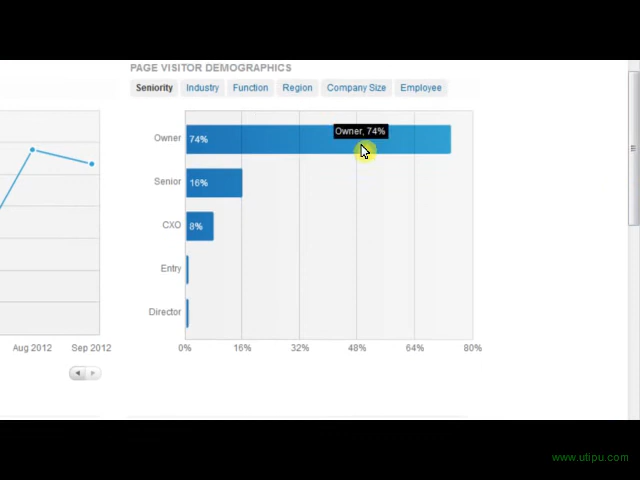 PAGE VISITOR DEMOGRAPHICS
Seniority Industry Function Region Company Size Employee
Owner 74% Owner, 74%
Senior 16%
CXO 8%
Entry
Director
0% 16% 32% 48% 64% 80%
Aug 2012 Sep 2012
www.utipu.com